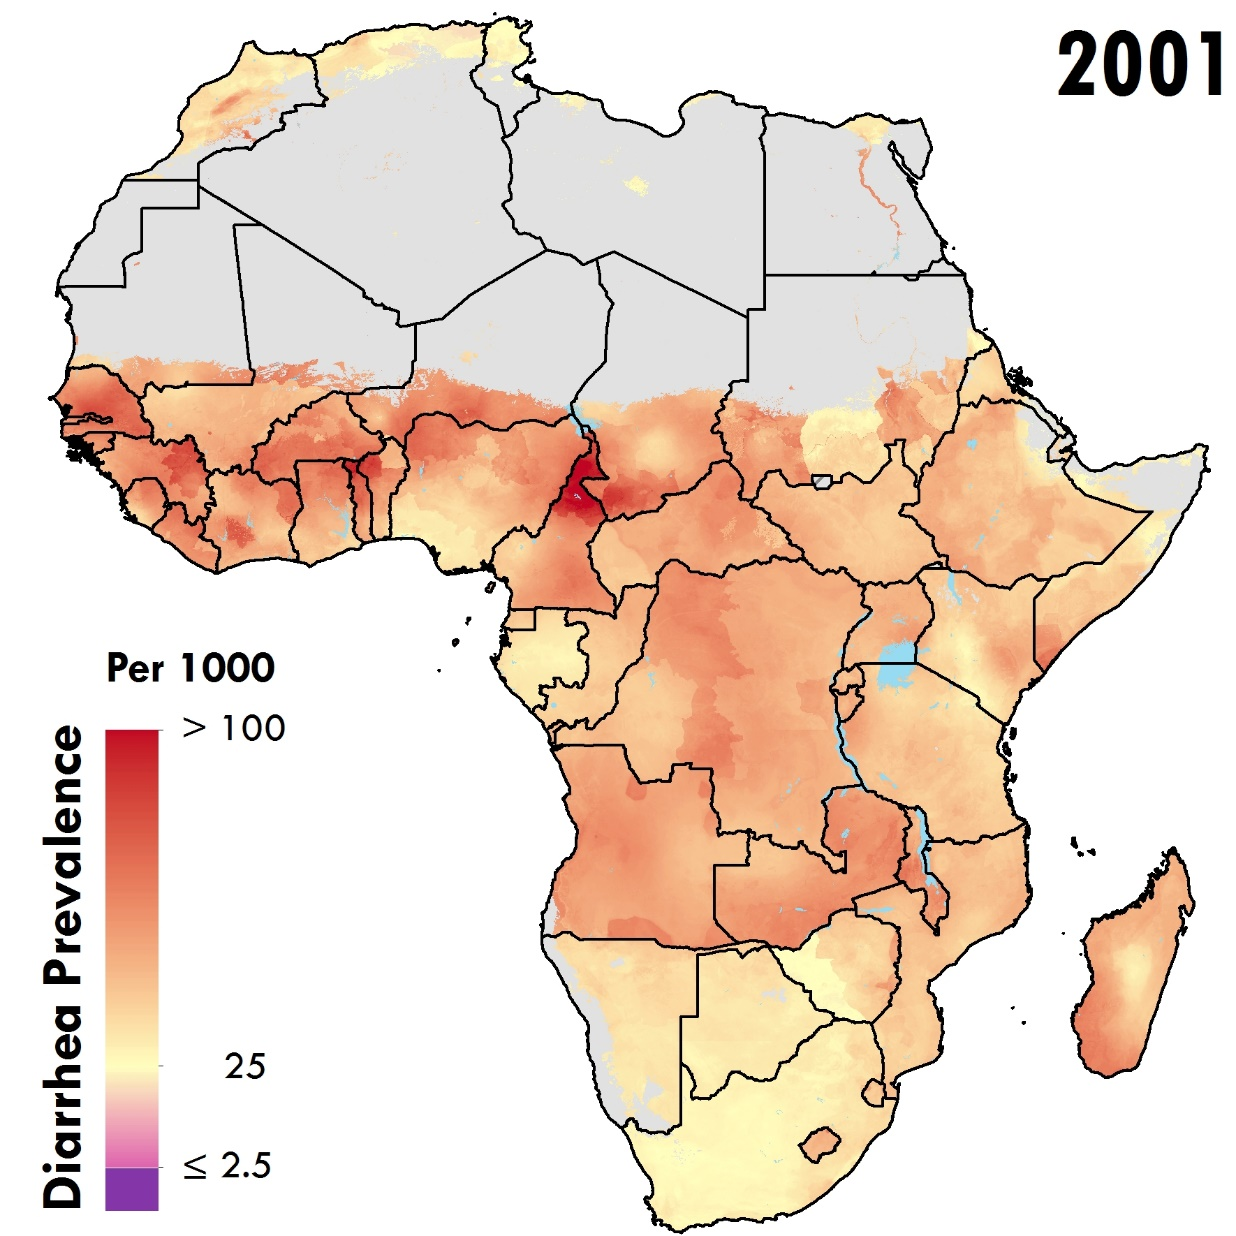 2001
Per 1000
> 100
25
≤ 2.5
Diarrhea Prevalence